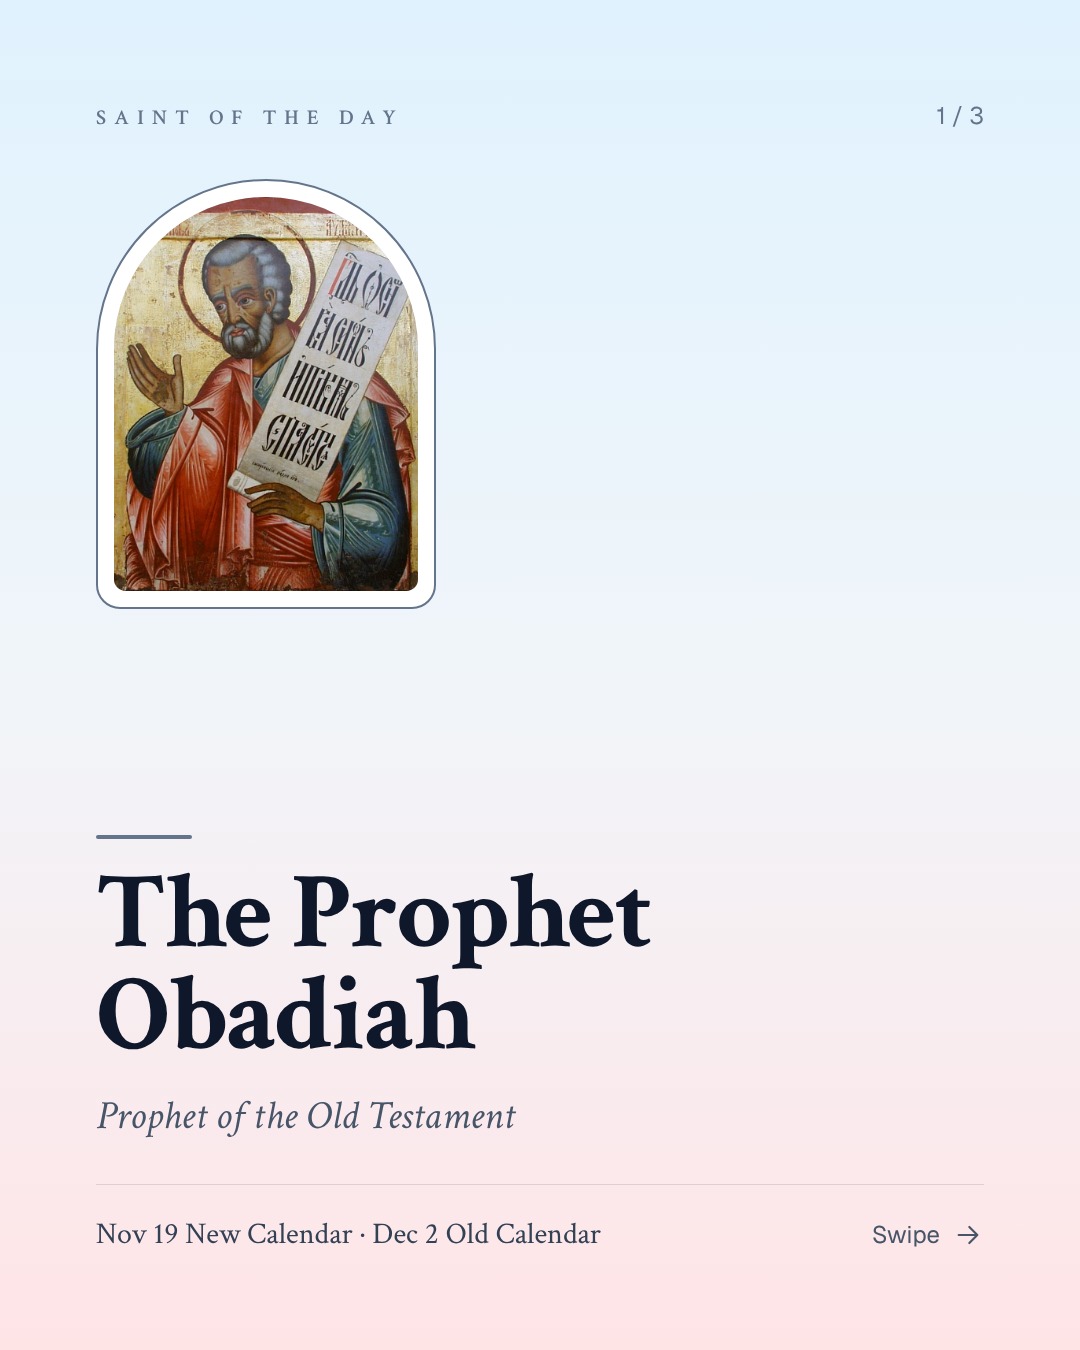 SAINT OF THE DAY
1 / 3
The Prophet
Obadiah
Prophet of the Old Testament
Nov 19 New Calendar · Dec 2 Old Calendar
Swipe →